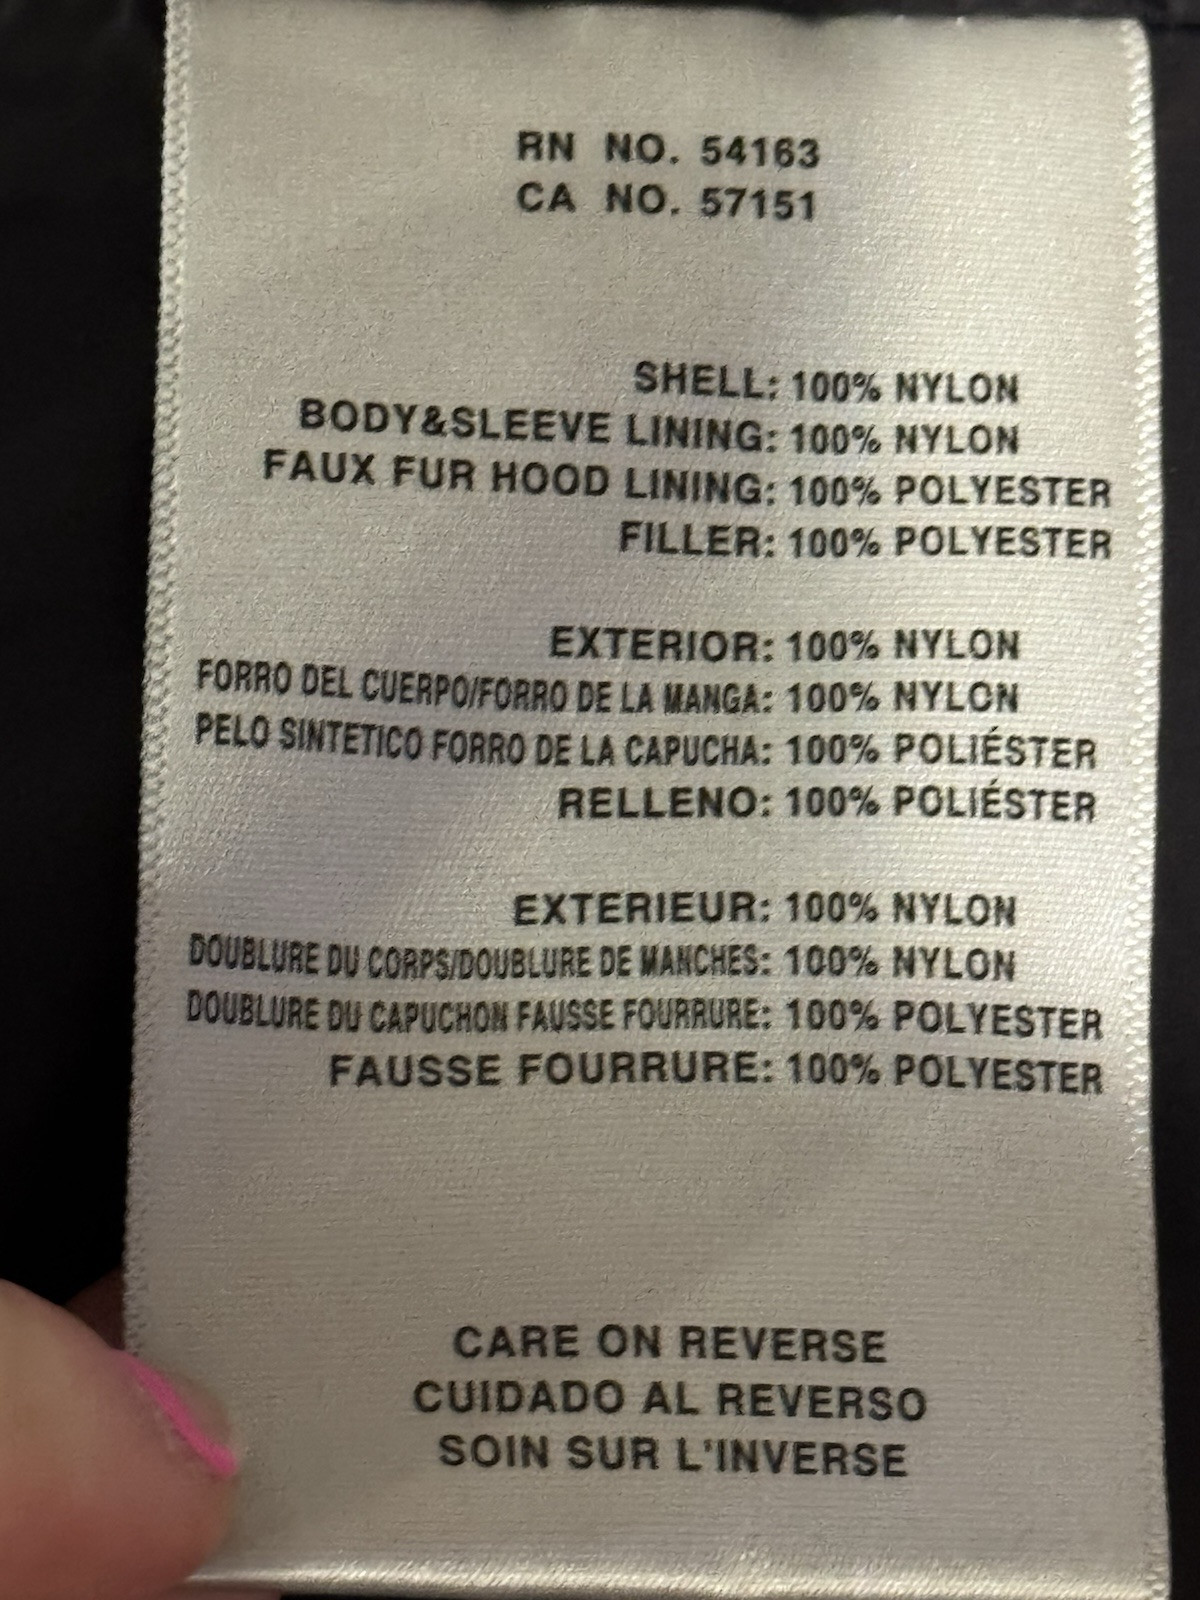 RN NO. 54163
CA NO. 57151
SHELL: 100% NYLON
BODY&SLEEVE LINING: 100% NYLON
FAUX FUR HOOD LINING: 100% POLYESTER
FILLER: 100% POLYESTER
EXTERIOR: 100% NYLON
FORRO DEL CUERPO/FORRO DE LA MANGA: 100% NYLON
PELO SINTETICO FORRO DE LA CAPUCHA: 100% POLIÉSTER
RELLENO: 100% POLIÉSTER
EXTERIEUR: 100% NYLON
DOUBLURE DU CORPS/DOUBLURE DE MANCHES: 100% NYLON
DOUBLURE DU CAPUCHON FAUSSE FOURRURE: 100% POLYESTER
FAUSSE FOURRURE: 100% POLYESTER
CARE ON REVERSE
CUIDADO AL REVERSO
SOIN SUR L'INVERSE